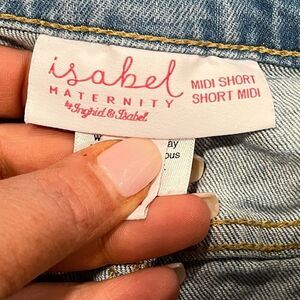 isabel
MATERNITY
by Ingrid & Isabel.
MIDI SHORT
SHORT MIDI